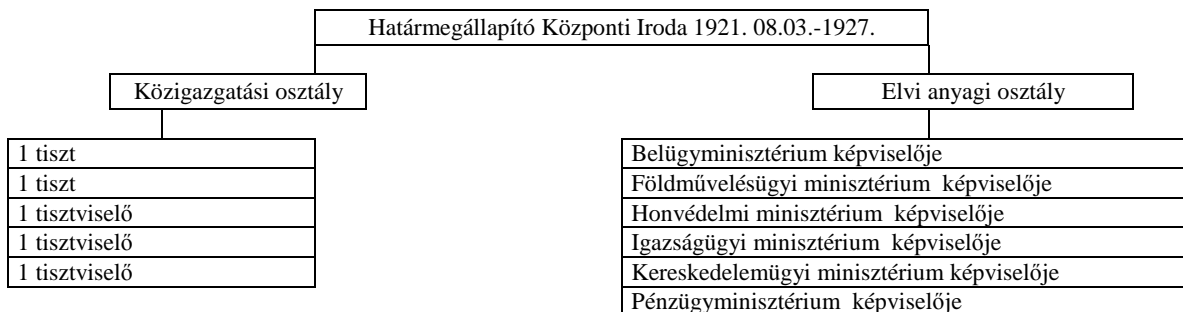 Határmegállapító Központi Iroda 1921. 08.03.-1927.
Közigazgatási osztály
Elvi anyagi osztály
1 tiszt
1 tiszt
1 tisztviselő
1 tisztviselő
1 tisztviselő
Belügyminisztérium képviselője
Földművelésügyi minisztérium képviselője
Honvédelmi minisztérium képviselője
Igazságügyi minisztérium képviselője
Kereskedelemügyi minisztérium képviselője
Pénzügyminisztérium képviselője